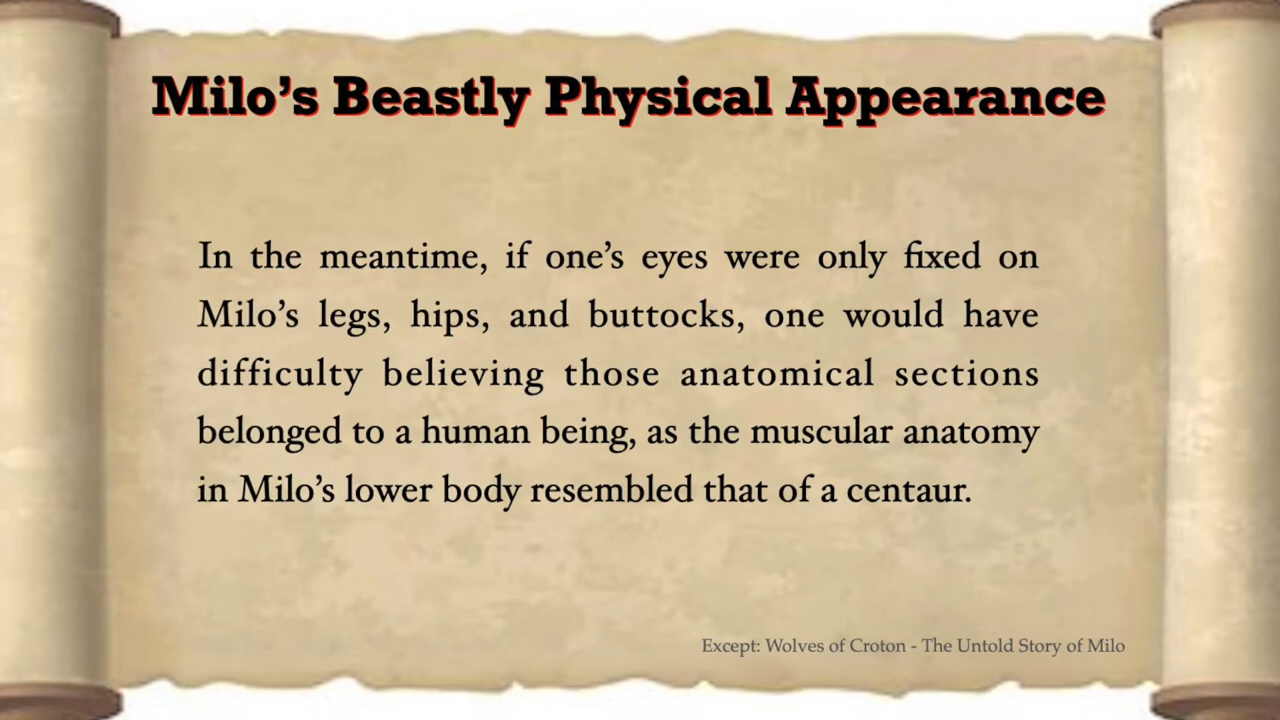 Milo’s Beastly Physical Appearance
In the meantime, if one’s eyes were only fixed on
Milo’s legs, hips, and buttocks, one would have
difficulty believing those anatomical sections
belonged to a human being, as the muscular anatomy
in Milo’s lower body resembled that of a centaur.
Except: Wolves of Croton - The Untold Story of Milo